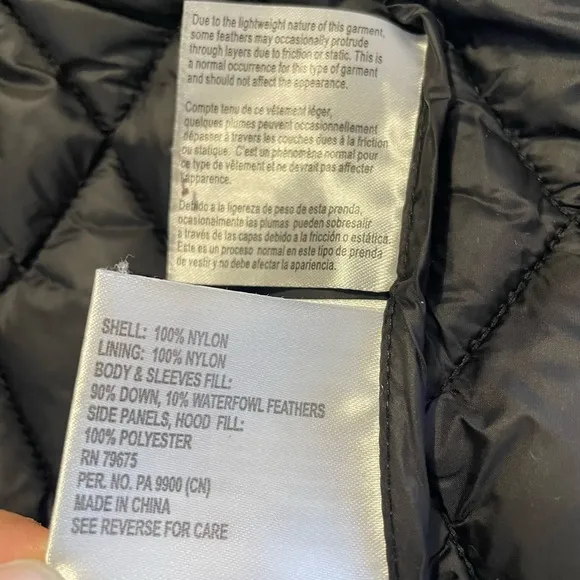 Due to the lightweight nature of this garment,
some feathers may occasionally protrude
through layers due to friction or static. This is
a normal occurrence for this type of garment
and should not affect the appearance.
Compte tenu de ce vêtement léger,
quelques plumes peuvent occasionnellement
dépasser à travers les couches dues à la friction
ou statique. C'est un phénomène normal pour
ce type de vêtement et ne devrait pas affecter
l'apparence.
Debido a la ligereza de peso de esta prenda,
ocasionalmente las plumas pueden sobresalir
a través de las capas debido a la fricción o estática.
Este es un proceso normal en este tipo de prenda
de vestir y no debe afectar la apariencia.
SHELL: 100% NYLON
LINING: 100% NYLON
BODY & SLEEVES FILL:
90% DOWN, 10% WATERFOWL FEATHERS
SIDE PANELS, HOOD FILL:
100% POLYESTER
RN 79675
PER. NO. PA 9900 (CN)
MADE IN CHINA
SEE REVERSE FOR CARE